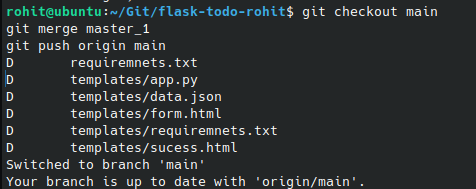 rohit@ubuntu:~/Git/flask-todo-rohit$ git checkout main
git merge master_1
git push origin main
D       requiremnets.txt
D       templates/app.py
D       templates/data.json
D       templates/form.html
D       templates/requiremnets.txt
D       templates/sucess.html
Switched to branch 'main'
Your branch is up to date with 'origin/main'.